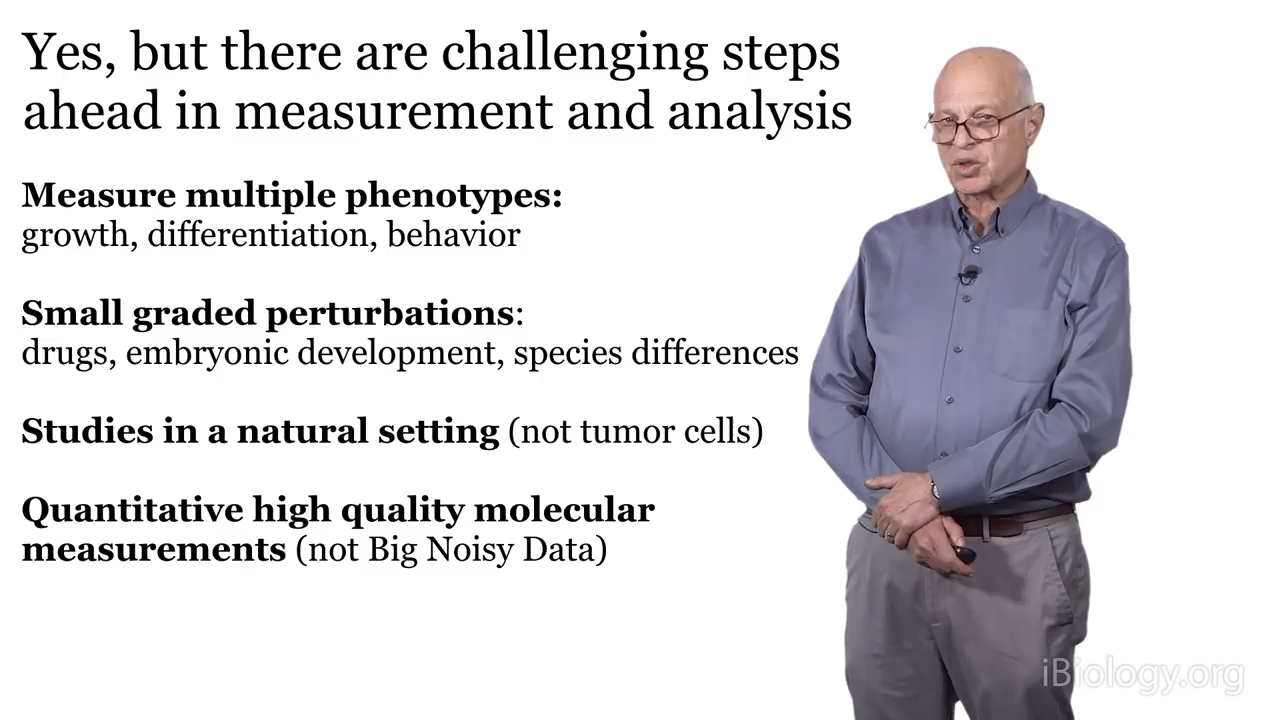 Yes, but there are challenging steps
ahead in measurement and analysis
Measure multiple phenotypes:
growth, differentiation, behavior
Small graded perturbations:
drugs, embryonic development, species differences
Studies in a natural setting (not tumor cells)
Quantitative high quality molecular
measurements (not Big Noisy Data)
iBiology.org